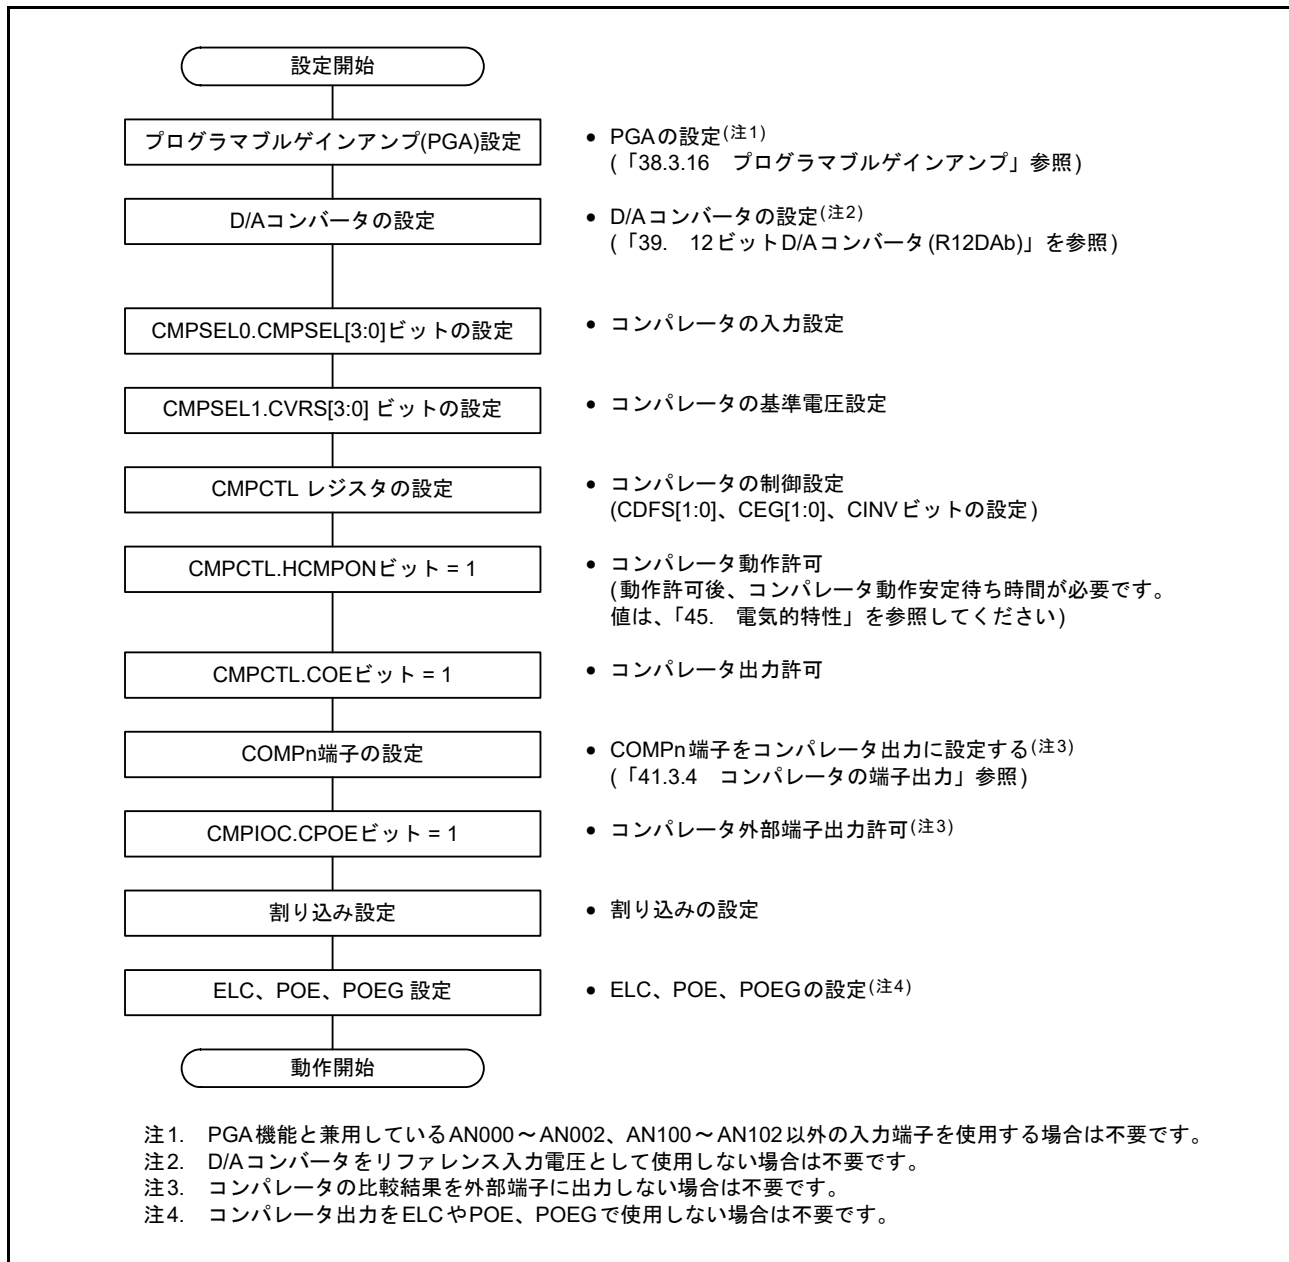 設定開始
プログラマブルゲインアンプ(PGA)設定
● PGAの設定(注1)
(「38.3.16 プログラマブルゲインアンプ」参照)
D/Aコンバータの設定
● D/Aコンバータの設定(注2)
(「39. 12ビットD/Aコンバータ(R12DAb)」を参照)
CMPSEL0.CMPSEL[3:0]ビットの設定
● コンパレータの入力設定
CMPSEL1.CVRS[3:0] ビットの設定
● コンパレータの基準電圧設定
CMPCTL レジスタの設定
● コンパレータの制御設定
(CDFS[1:0]、CEG[1:0]、CINVビットの設定)
CMPCTL.HCMPONビット = 1
● コンパレータ動作許可
(動作許可後、コンパレータ動作安定待ち時間が必要です。
値は、「45. 電気的特性」を参照してください)
CMPCTL.COEビット = 1
● コンパレータ出力許可
COMPn端子の設定
● COMPn端子をコンパレータ出力に設定する(注3)
(「41.3.4 コンパレータの端子出力」参照)
CMPIOC.CPOEビット = 1
● コンパレータ外部端子出力許可(注3)
割り込み設定
● 割り込みの設定
ELC、POE、POEG 設定
● ELC、POE、POEGの設定(注4)
動作開始
注1. PGA機能と兼用しているAN000～AN002、AN100～AN102以外の入力端子を使用する場合は不要です。
注2. D/Aコンバータをリファレンス入力電圧として使用しない場合は不要です。
注3. コンパレータの比較結果を外部端子に出力しない場合は不要です。
注4. コンパレータ出力をELCやPOE、POEGで使用しない場合は不要です。